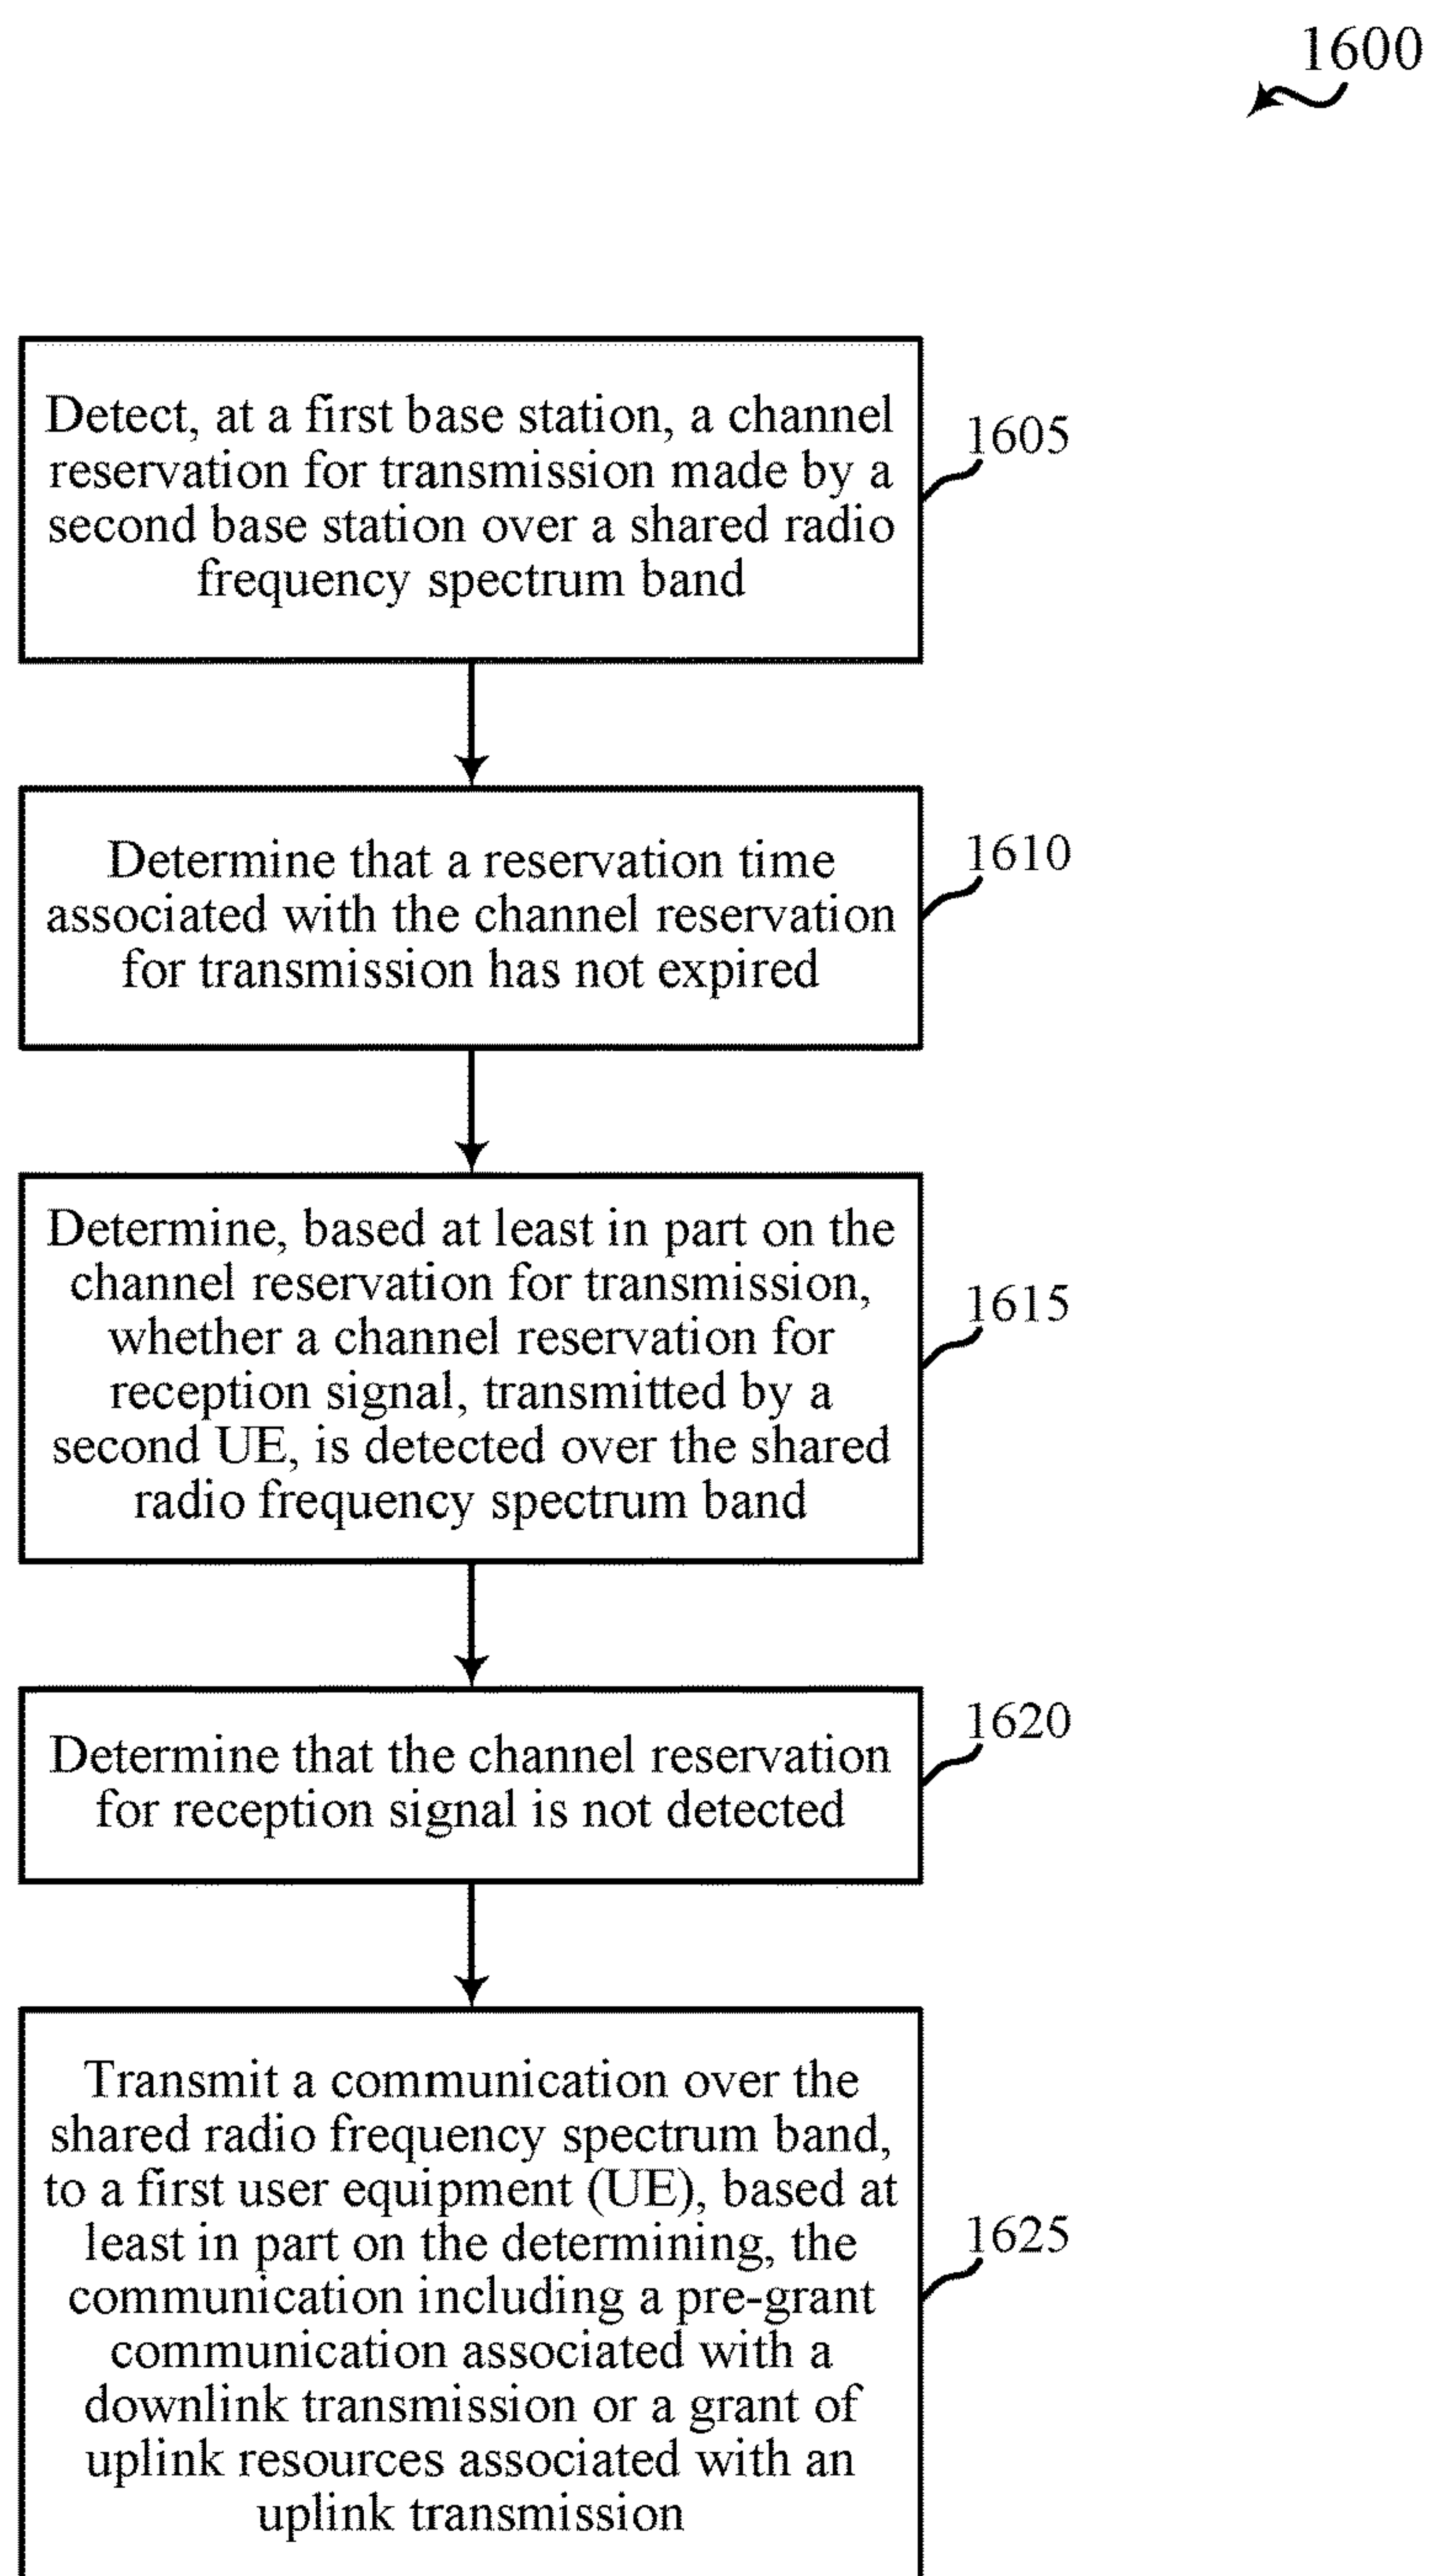 1600
Detect, at a first base station, a channel
reservation for transmission made by a
second base station over a shared radio
frequency spectrum band
1605
Determine that a reservation time
associated with the channel reservation
for transmission has not expired
1610
Determine, based at least in part on the
channel reservation for transmission,
whether a channel reservation for
reception signal, transmitted by a
second UE, is detected over the shared
radio frequency spectrum band
1615
Determine that the channel reservation
for reception signal is not detected
1620
Transmit a communication over the
shared radio frequency spectrum band,
to a first user equipment (UE), based at
least in part on the determining, the
communication including a pre-grant
communication associated with a
downlink transmission or a grant of
uplink resources associated with an
uplink transmission
1625